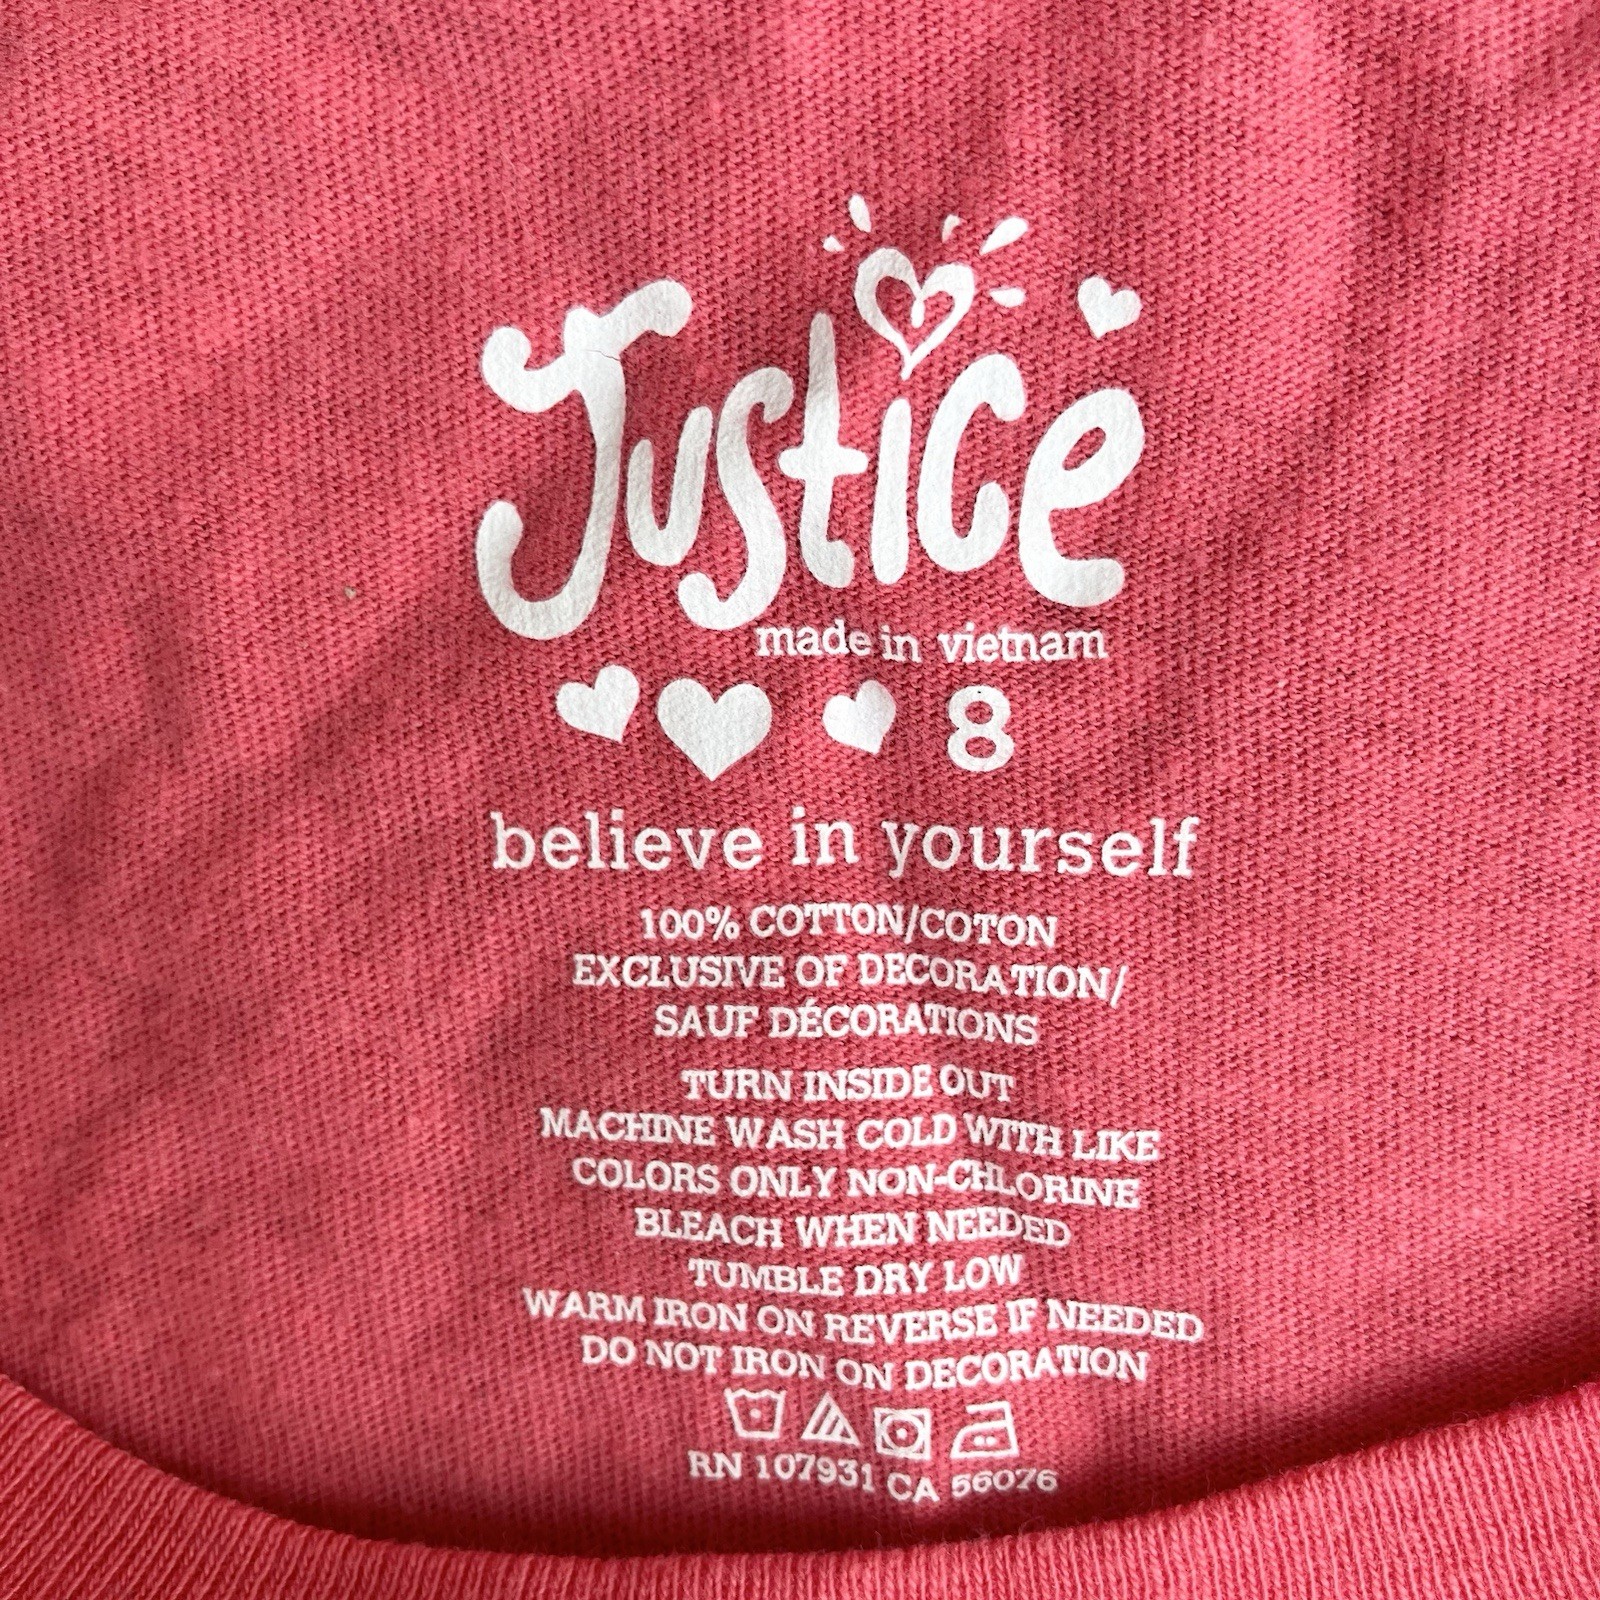 Justice
made in vietnam
8
believe in yourself
100% COTTON/COTON
EXCLUSIVE OF DECORATION/
SAUF DÉCORATIONS
TURN INSIDE OUT
MACHINE WASH COLD WITH LIKE
COLORS ONLY NON-CHLORINE
BLEACH WHEN NEEDED
TUMBLE DRY LOW
WARM IRON ON REVERSE IF NEEDED
DO NOT IRON ON DECORATION
RN 107931 CA 56076